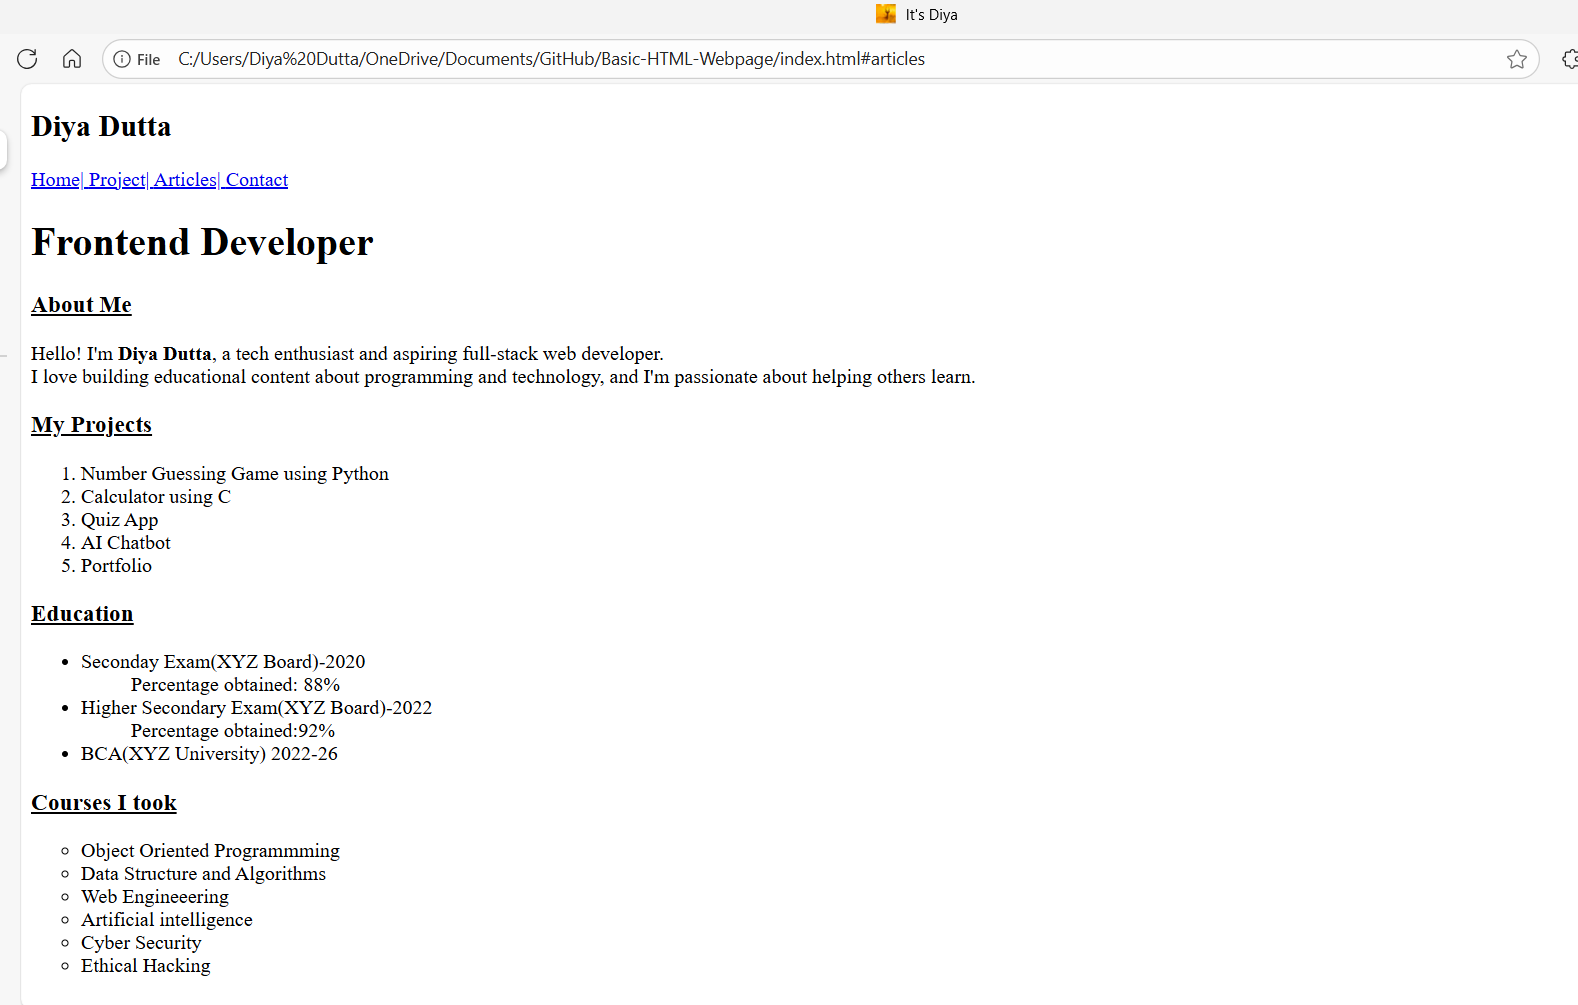 It's Diya
File C:/Users/Diya%20Dutta/OneDrive/Documents/GitHub/Basic-HTML-Webpage/index.html#articles
Diya Dutta
Home| Project| Articles| Contact
Frontend Developer
About Me
Hello! I'm Diya Dutta, a tech enthusiast and aspiring full-stack web developer.
I love building educational content about programming and technology, and I'm passionate about helping others learn.
My Projects
1. Number Guessing Game using Python
2. Calculator using C
3. Quiz App
4. AI Chatbot
5. Portfolio
Education
• Seconday Exam(XYZ Board)-2020
Percentage obtained: 88%
• Higher Secondary Exam(XYZ Board)-2022
Percentage obtained:92%
• BCA(XYZ University) 2022-26
Courses I took
◦ Object Oriented Programmming
◦ Data Structure and Algorithms
◦ Web Engineeering
◦ Artificial intelligence
◦ Cyber Security
◦ Ethical Hacking